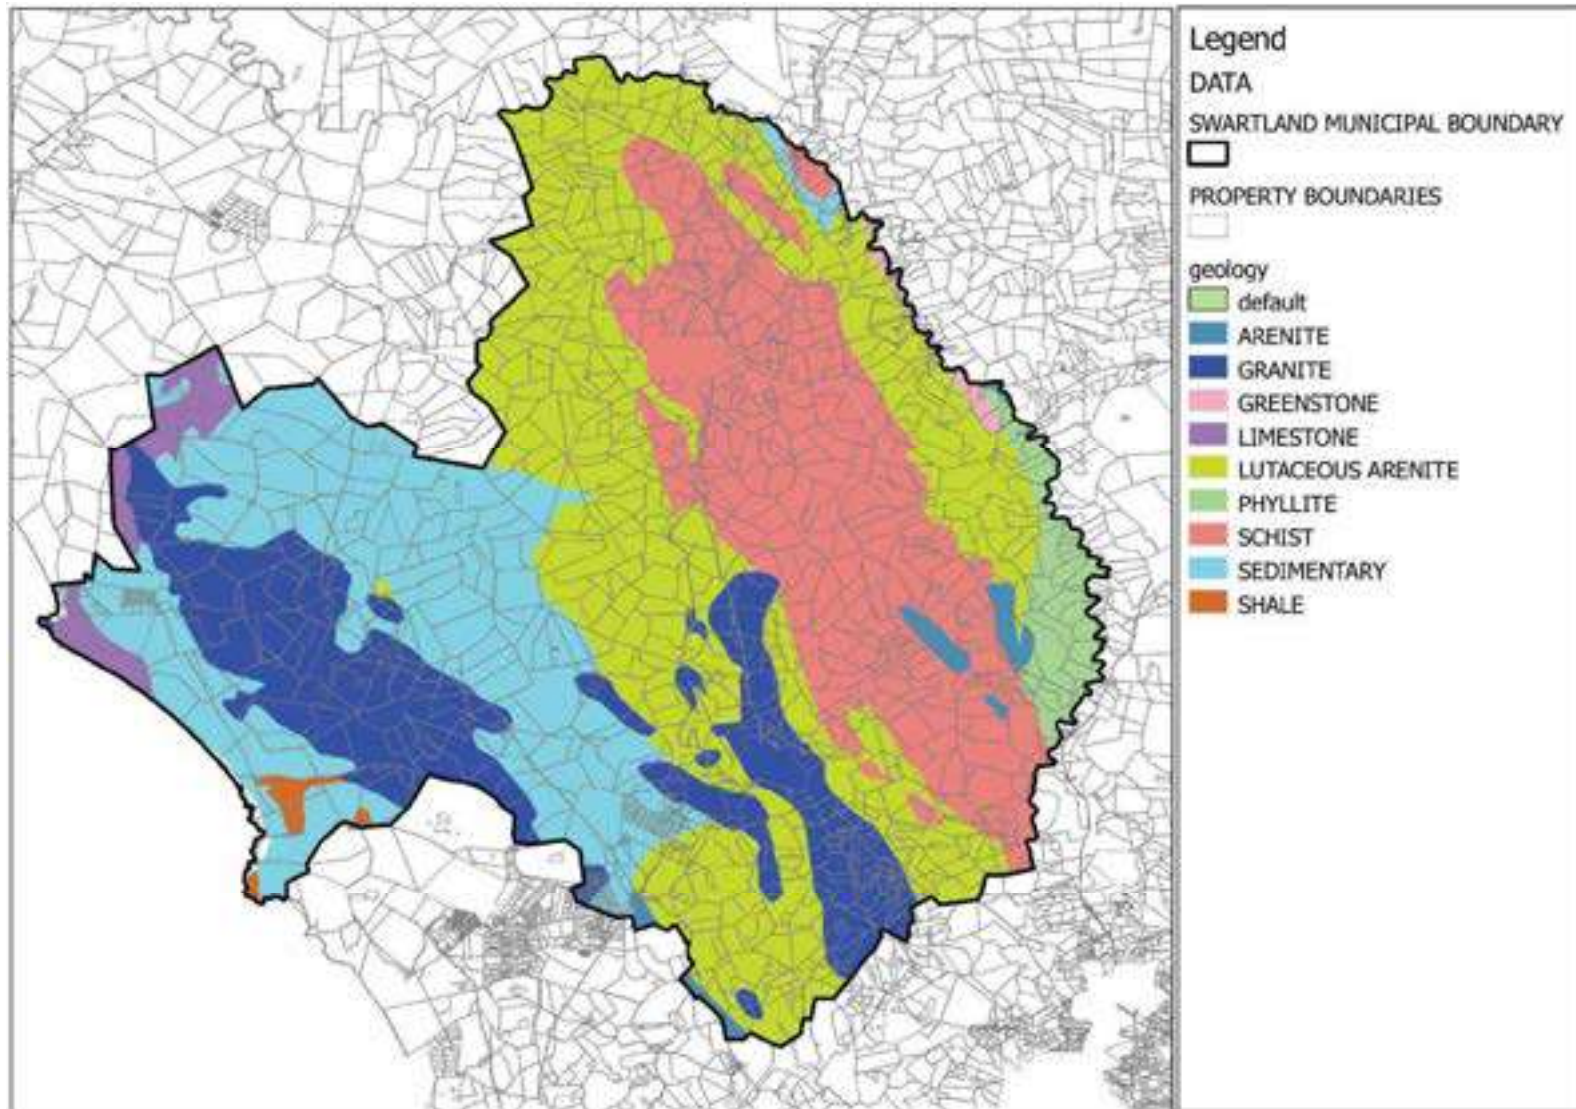 Legend
DATA
SWARTLAND MUNICIPAL BOUNDARY
PROPERTY BOUNDARIES
geology
default
ARENITE
GRANITE
GREENSTONE
LIMESTONE
LUTACEOUS ARENITE
PHYLLITE
SCHIST
SEDIMENTARY
SHALE